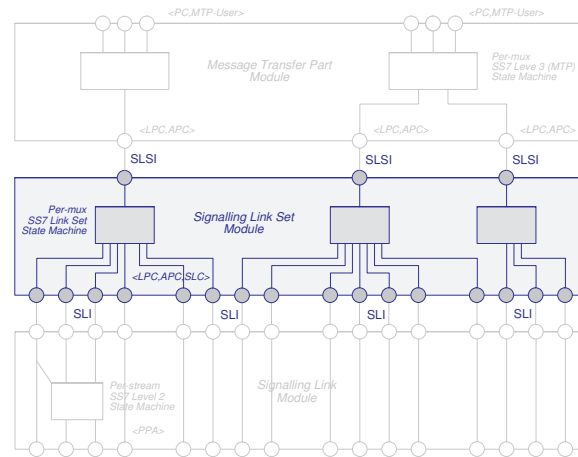 <PC,MTP-User>
<PC,MTP-User>
Message Transfer Part
Module
Per-mux
SS7 Leve 3 (MTP)
State Machine
<LPC,APC>
<LPC,APC>
<LPC,APC>
SLSI
SLSI
SLSI
Per-mux
SS7 Link Set
State Machine
Signalling Link Set
Module
<LPC,APC,SLC>
SLI
SLI
SLI
Per-stream
SS7 Level 2
State Machine
Signalling Link
Module
<PPA>